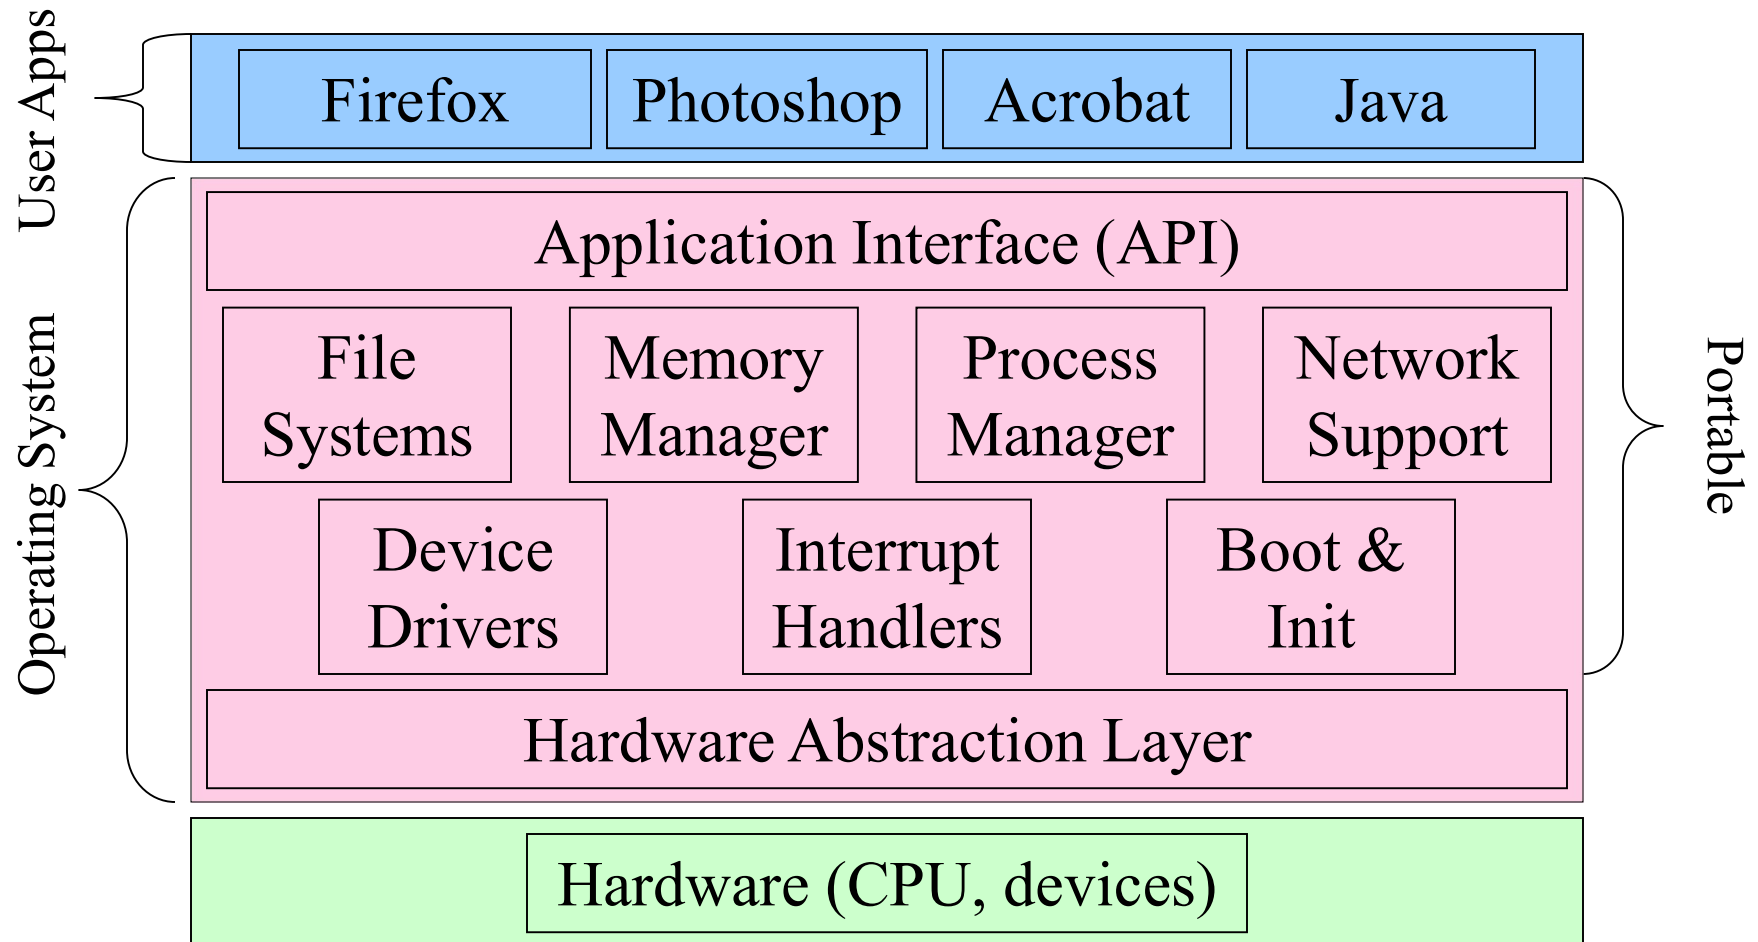 User Apps
Firefox
Photoshop
Acrobat
Java
Operating System
Application Interface (API)
File
Systems
Memory
Manager
Process
Manager
Network
Support
Device
Drivers
Interrupt
Handlers
Boot &
Init
Hardware Abstraction Layer
Portable
Hardware (CPU, devices)